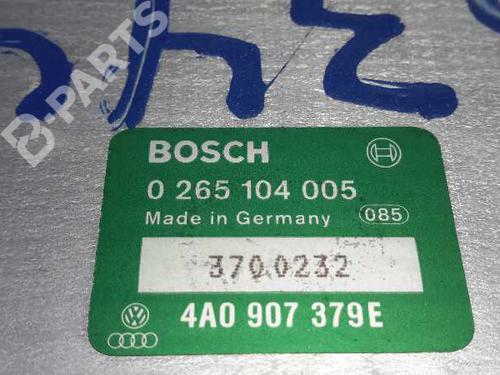 B-PARTS
BOSCH
0 265 104 005
Made in Germany
085
3700232
4A0 907 379E